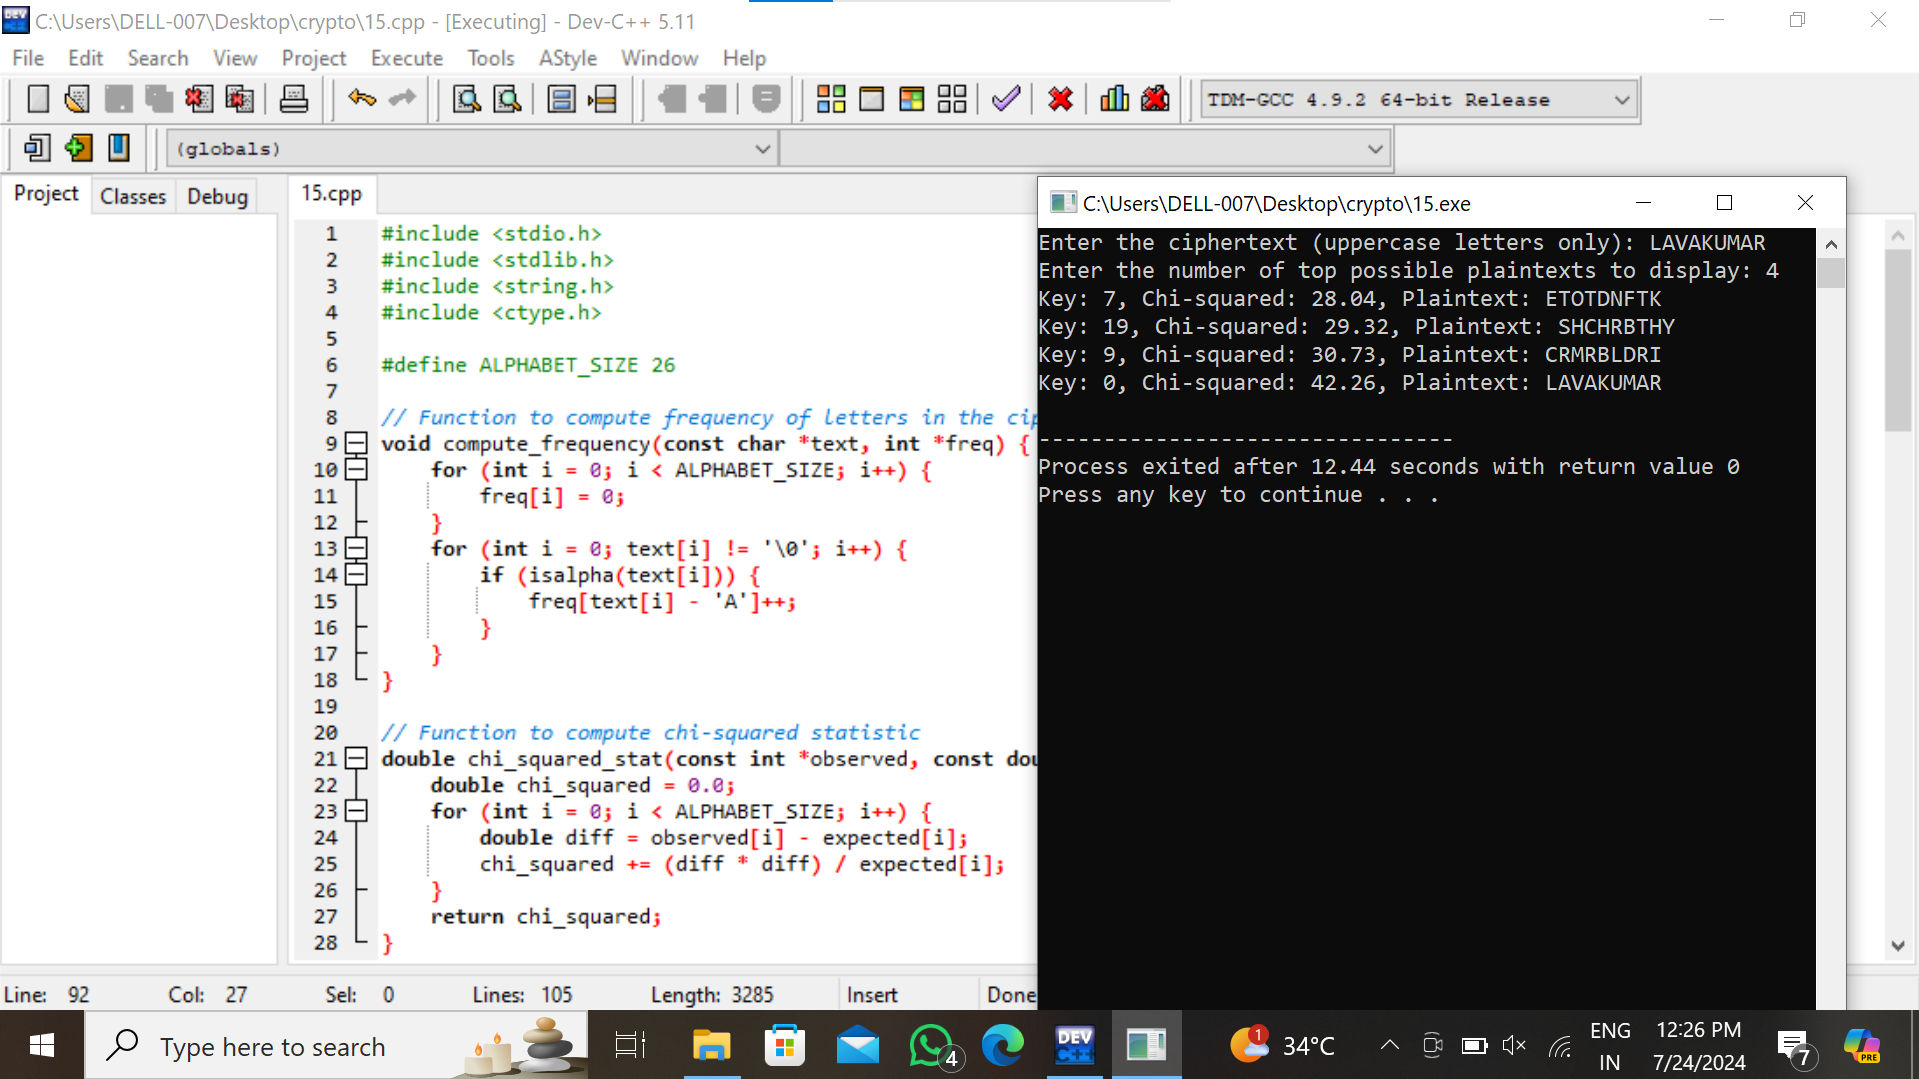 C:\Users\DELL-007\Desktop\crypto\15.cpp - [Executing] - Dev-C++ 5.11
File Edit Search View Project Execute Tools AStyle Window Help
TDM-GCC 4.9.2 64-bit Release
(globals)
Project Classes Debug
15.cpp
1 #include <stdio.h>
2 #include <stdlib.h>
3 #include <string.h>
4 #include <ctype.h>
5
6 #define ALPHABET_SIZE 26
7
8 // Function to compute frequency of letters in the cip
9 void compute_frequency(const char *text, int *freq) {
10 for (int i = 0; i < ALPHABET_SIZE; i++) {
11 freq[i] = 0;
12 }
13 for (int i = 0; text[i] != '\0'; i++) {
14 if (isalpha(text[i])) {
15 freq[text[i] - 'A']++;
16 }
17 }
18 }
19
20 // Function to compute chi-squared statistic
21 double chi_squared_stat(const int *observed, const dou
22 double chi_squared = 0.0;
23 for (int i = 0; i < ALPHABET_SIZE; i++) {
24 double diff = observed[i] - expected[i];
25 chi_squared += (diff * diff) / expected[i];
26 }
27 return chi_squared;
28 }
C:\Users\DELL-007\Desktop\crypto\15.exe
Enter the ciphertext (uppercase letters only): LAVAKUMAR
Enter the number of top possible plaintexts to display: 4
Key: 7, Chi-squared: 28.04, Plaintext: ETOTDNFTK
Key: 19, Chi-squared: 29.32, Plaintext: SHCHRBTHY
Key: 9, Chi-squared: 30.73, Plaintext: CRMRBLDRI
Key: 0, Chi-squared: 42.26, Plaintext: LAVAKUMAR
--------------------------------
Process exited after 12.44 seconds with return value 0
Press any key to continue . . .
Line: 92 Col: 27 Sel: 0 Lines: 105 Length: 3285 Insert Done
Type here to search
4
DEV C++
1
34°C
ENG
IN
12:26 PM
7/24/2024
7
PRE